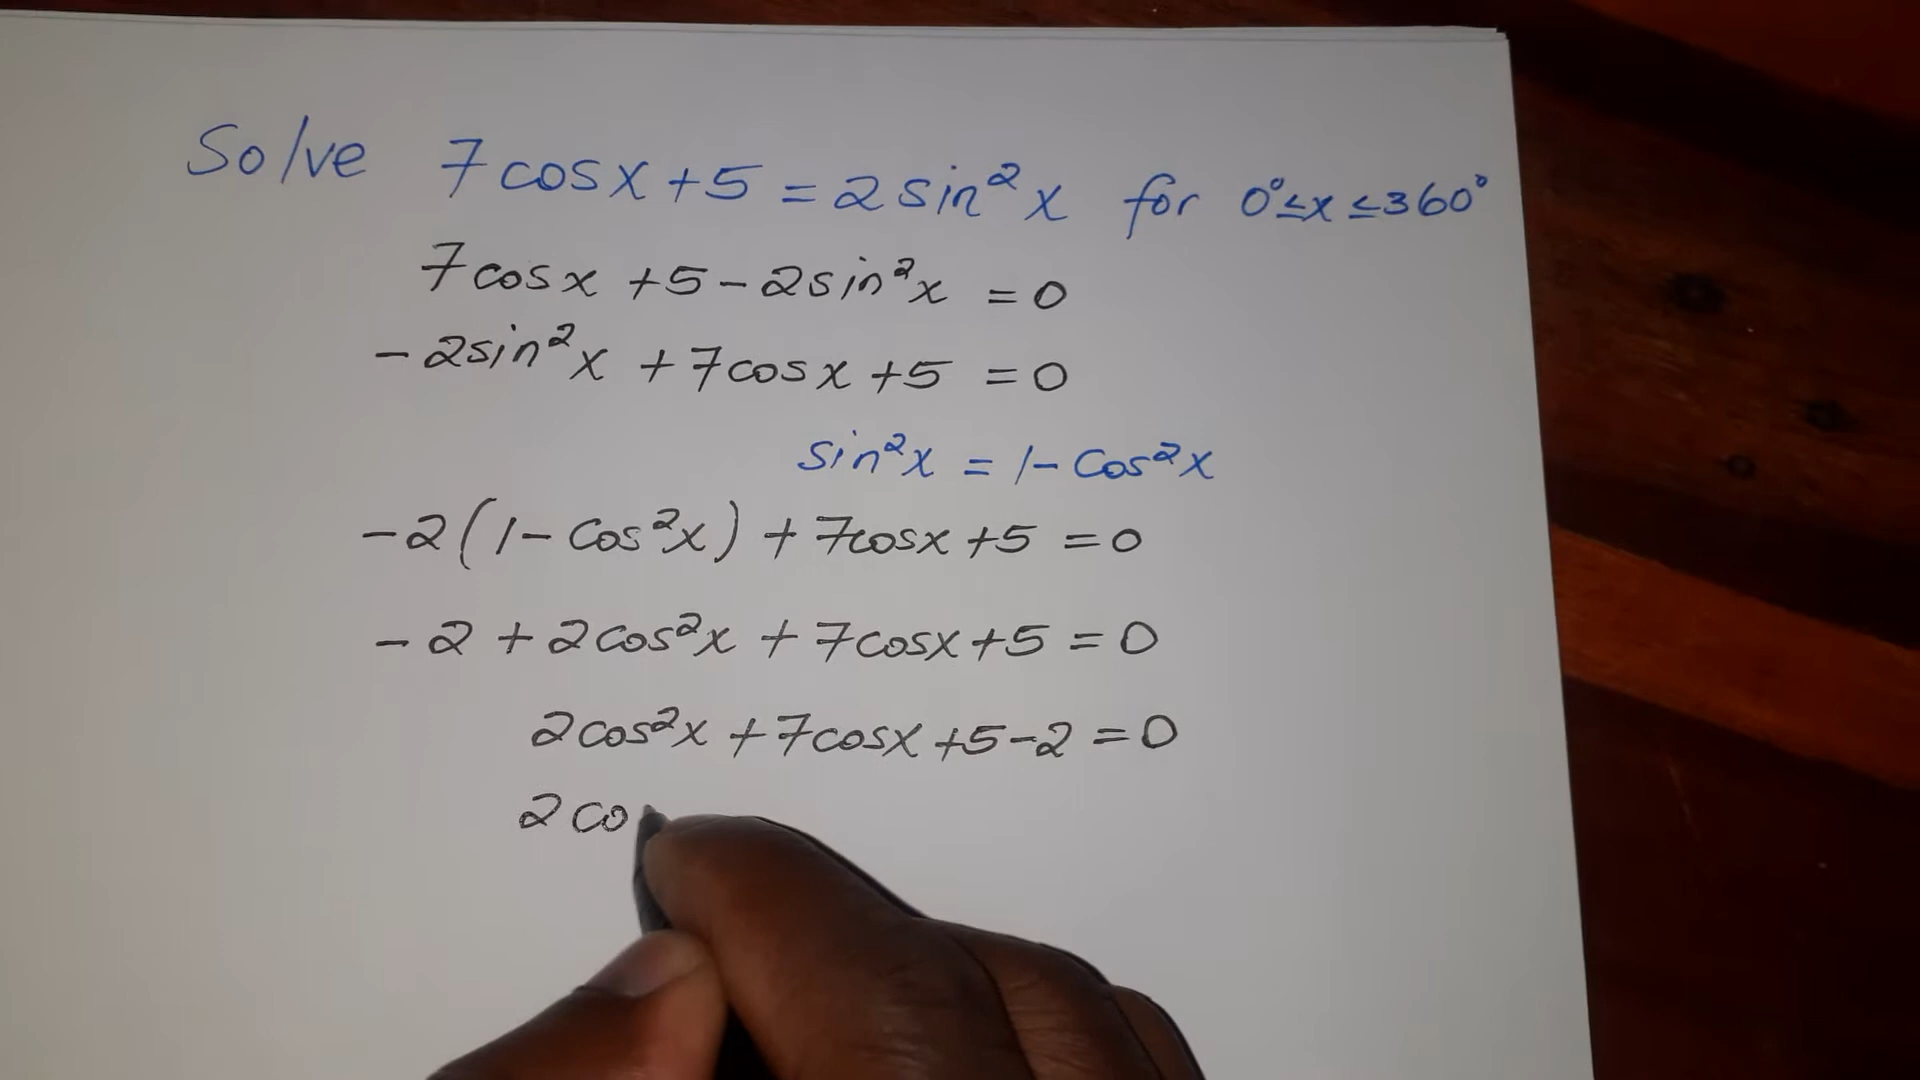 Solve 7cosx+5=2sin²x for 0°≤x≤360°
7cosx+5-2sin²x=0
-2sin²x+7cosx+5=0
sin²x=1-Cos²x
-2(1-Cos²x)+7cosx+5=0
-2+2cos²x+7cosx+5=0
2cos²x+7cosx+5-2=0
2co